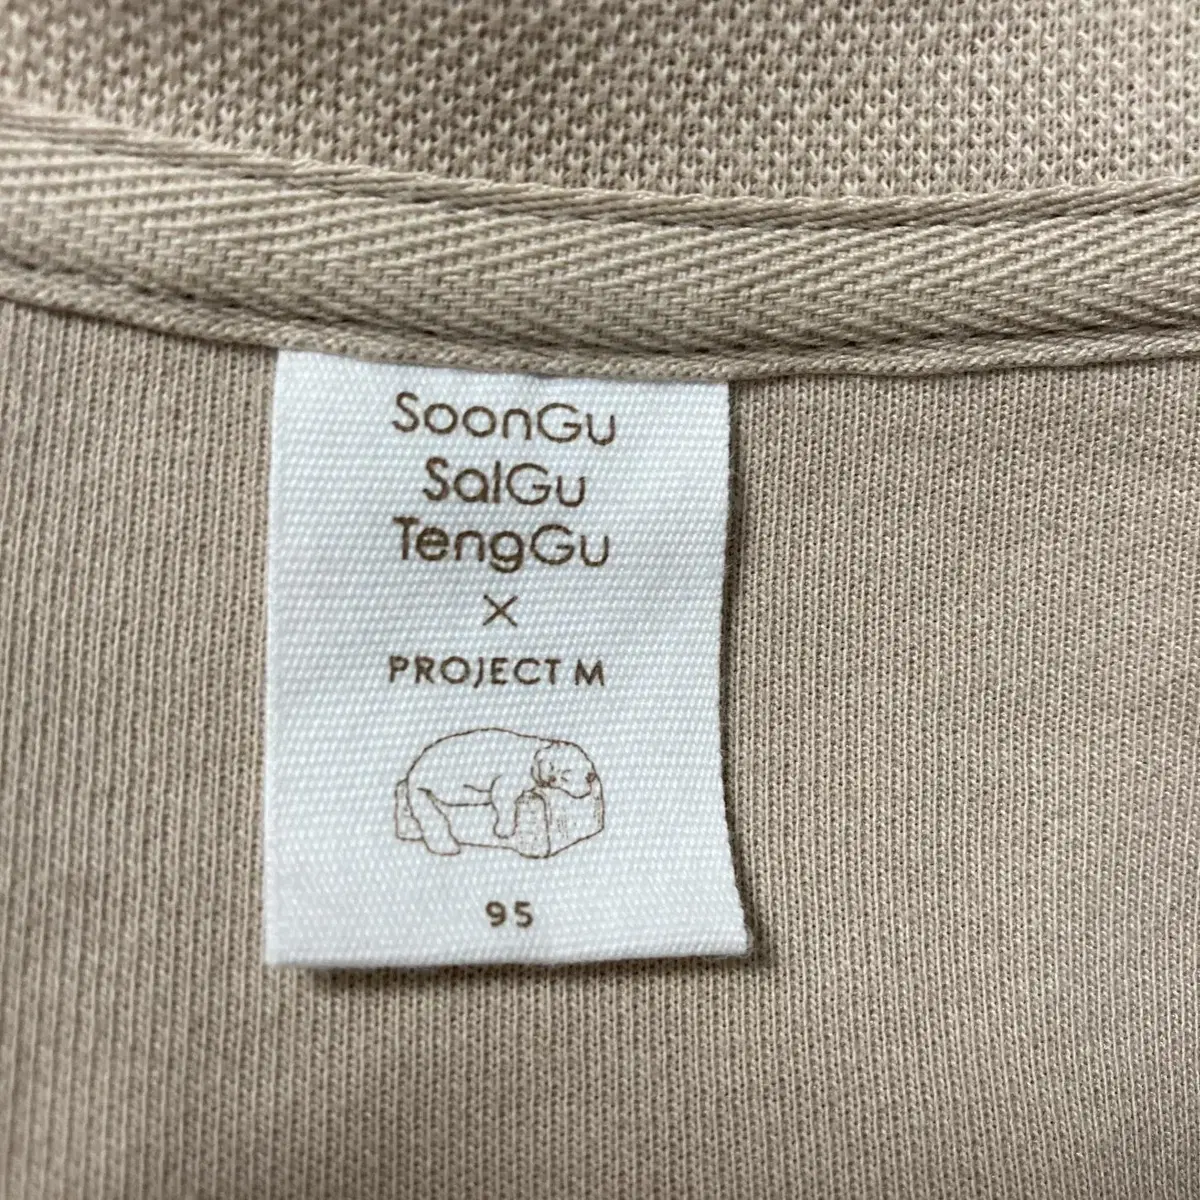 SoonGu
SalGu
TengGu
×
PROJECT M
95